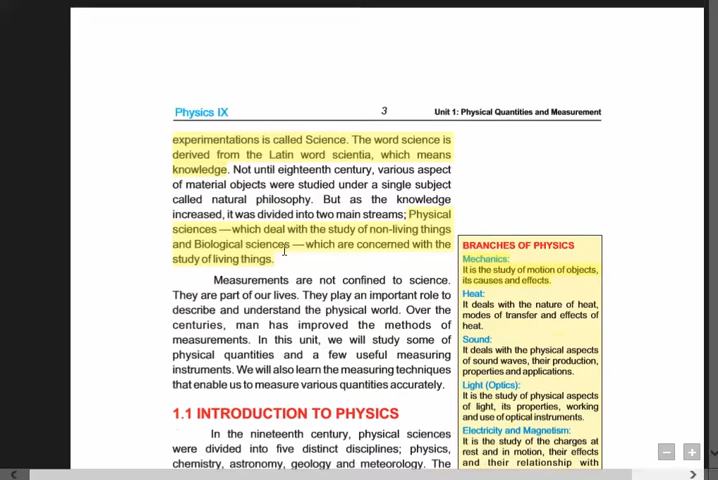 Physics IX 3 Unit 1: Physical Quantities and Measurement
experimentations is called Science. The word science is
derived from the Latin word scientia, which means
knowledge. Not until eighteenth century, various aspect
of material objects were studied under a single subject
called natural philosophy. But as the knowledge
increased, it was divided into two main streams; Physical
sciences — which deal with the study of non-living things
and Biological sciences — which are concerned with the
study of living things.
Measurements are not confined to science.
They are part of our lives. They play an important role to
describe and understand the physical world. Over the
centuries, man has improved the methods of
measurements. In this unit, we will study some of
physical quantities and a few useful measuring
instruments. We will also learn the measuring techniques
that enable us to measure various quantities accurately.
1.1 INTRODUCTION TO PHYSICS
In the nineteenth century, physical sciences
were divided into five distinct disciplines; physics,
chemistry, astronomy, geology and meteorology. The
BRANCHES OF PHYSICS
Mechanics:
It is the study of motion of objects,
its causes and effects.
Heat:
It deals with the nature of heat,
modes of transfer and effects of
heat.
Sound:
It deals with the physical aspects
of sound waves, their production,
properties and applications.
Light (Optics):
It is the study of physical aspects
of light, its properties, working
and use of optical instruments.
Electricity and Magnetism:
It is the study of the charges at
rest and in motion, their effects
and their relationship with